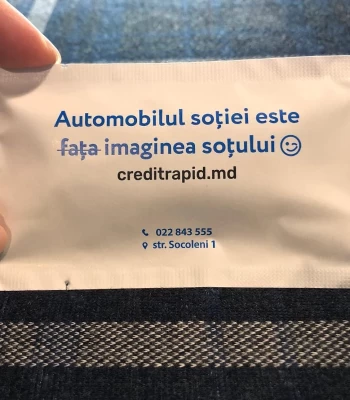 Automobilul soției este
fața imaginea soțului
creditrapid.md
022 843 555
str. Socoleni 1